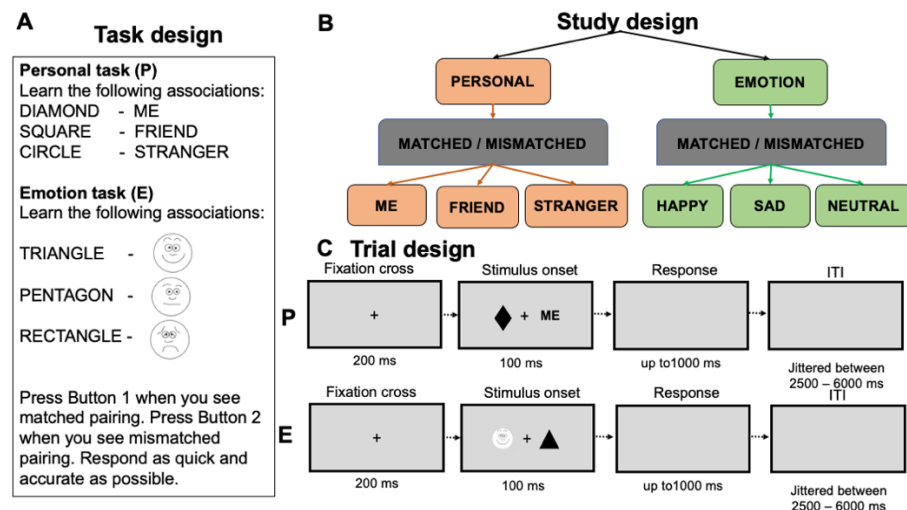 A
Task design
Personal task (P)
Learn the following associations:
DIAMOND - ME
SQUARE - FRIEND
CIRCLE - STRANGER
Emotion task (E)
Learn the following associations:
TRIANGLE -
PENTAGON -
RECTANGLE -
Press Button 1 when you see
matched pairing. Press Button 2
when you see mismatched
pairing. Respond as quick and
accurate as possible.
B
Study design
PERSONAL
EMOTION
MATCHED / MISMATCHED
MATCHED / MISMATCHED
ME
FRIEND
STRANGER
HAPPY
SAD
NEUTRAL
C Trial design
Fixation cross
Stimulus onset
Response
ITI
P
+
+ ME
200 ms
100 ms
up to1000 ms
Jittered between
2500 – 6000 ms
Fixation cross
Stimulus onset
Response
ITI
E
+
+
200 ms
100 ms
up to1000 ms
Jittered between
2500 – 6000 ms